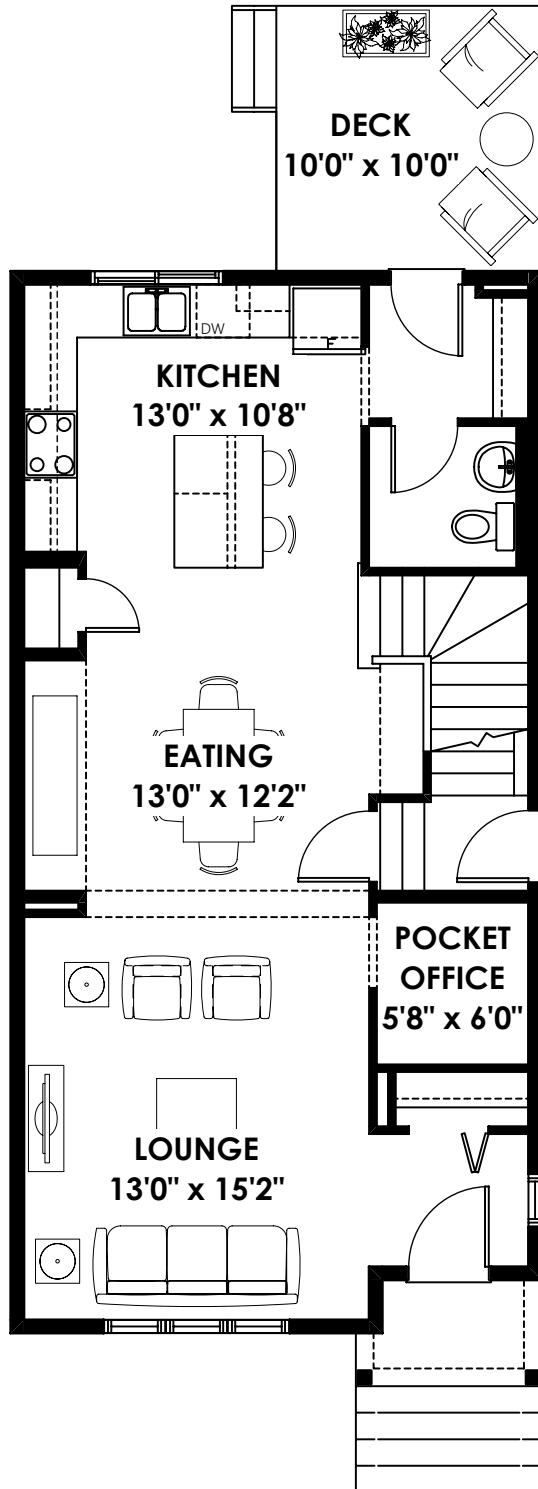 DECK
10'0" x 10'0"
DW
KITCHEN
13'0" x 10'8"
EATING
13'0" x 12'2"
POCKET
OFFICE
5'8" x 6'0"
LOUNGE
13'0" x 15'2"